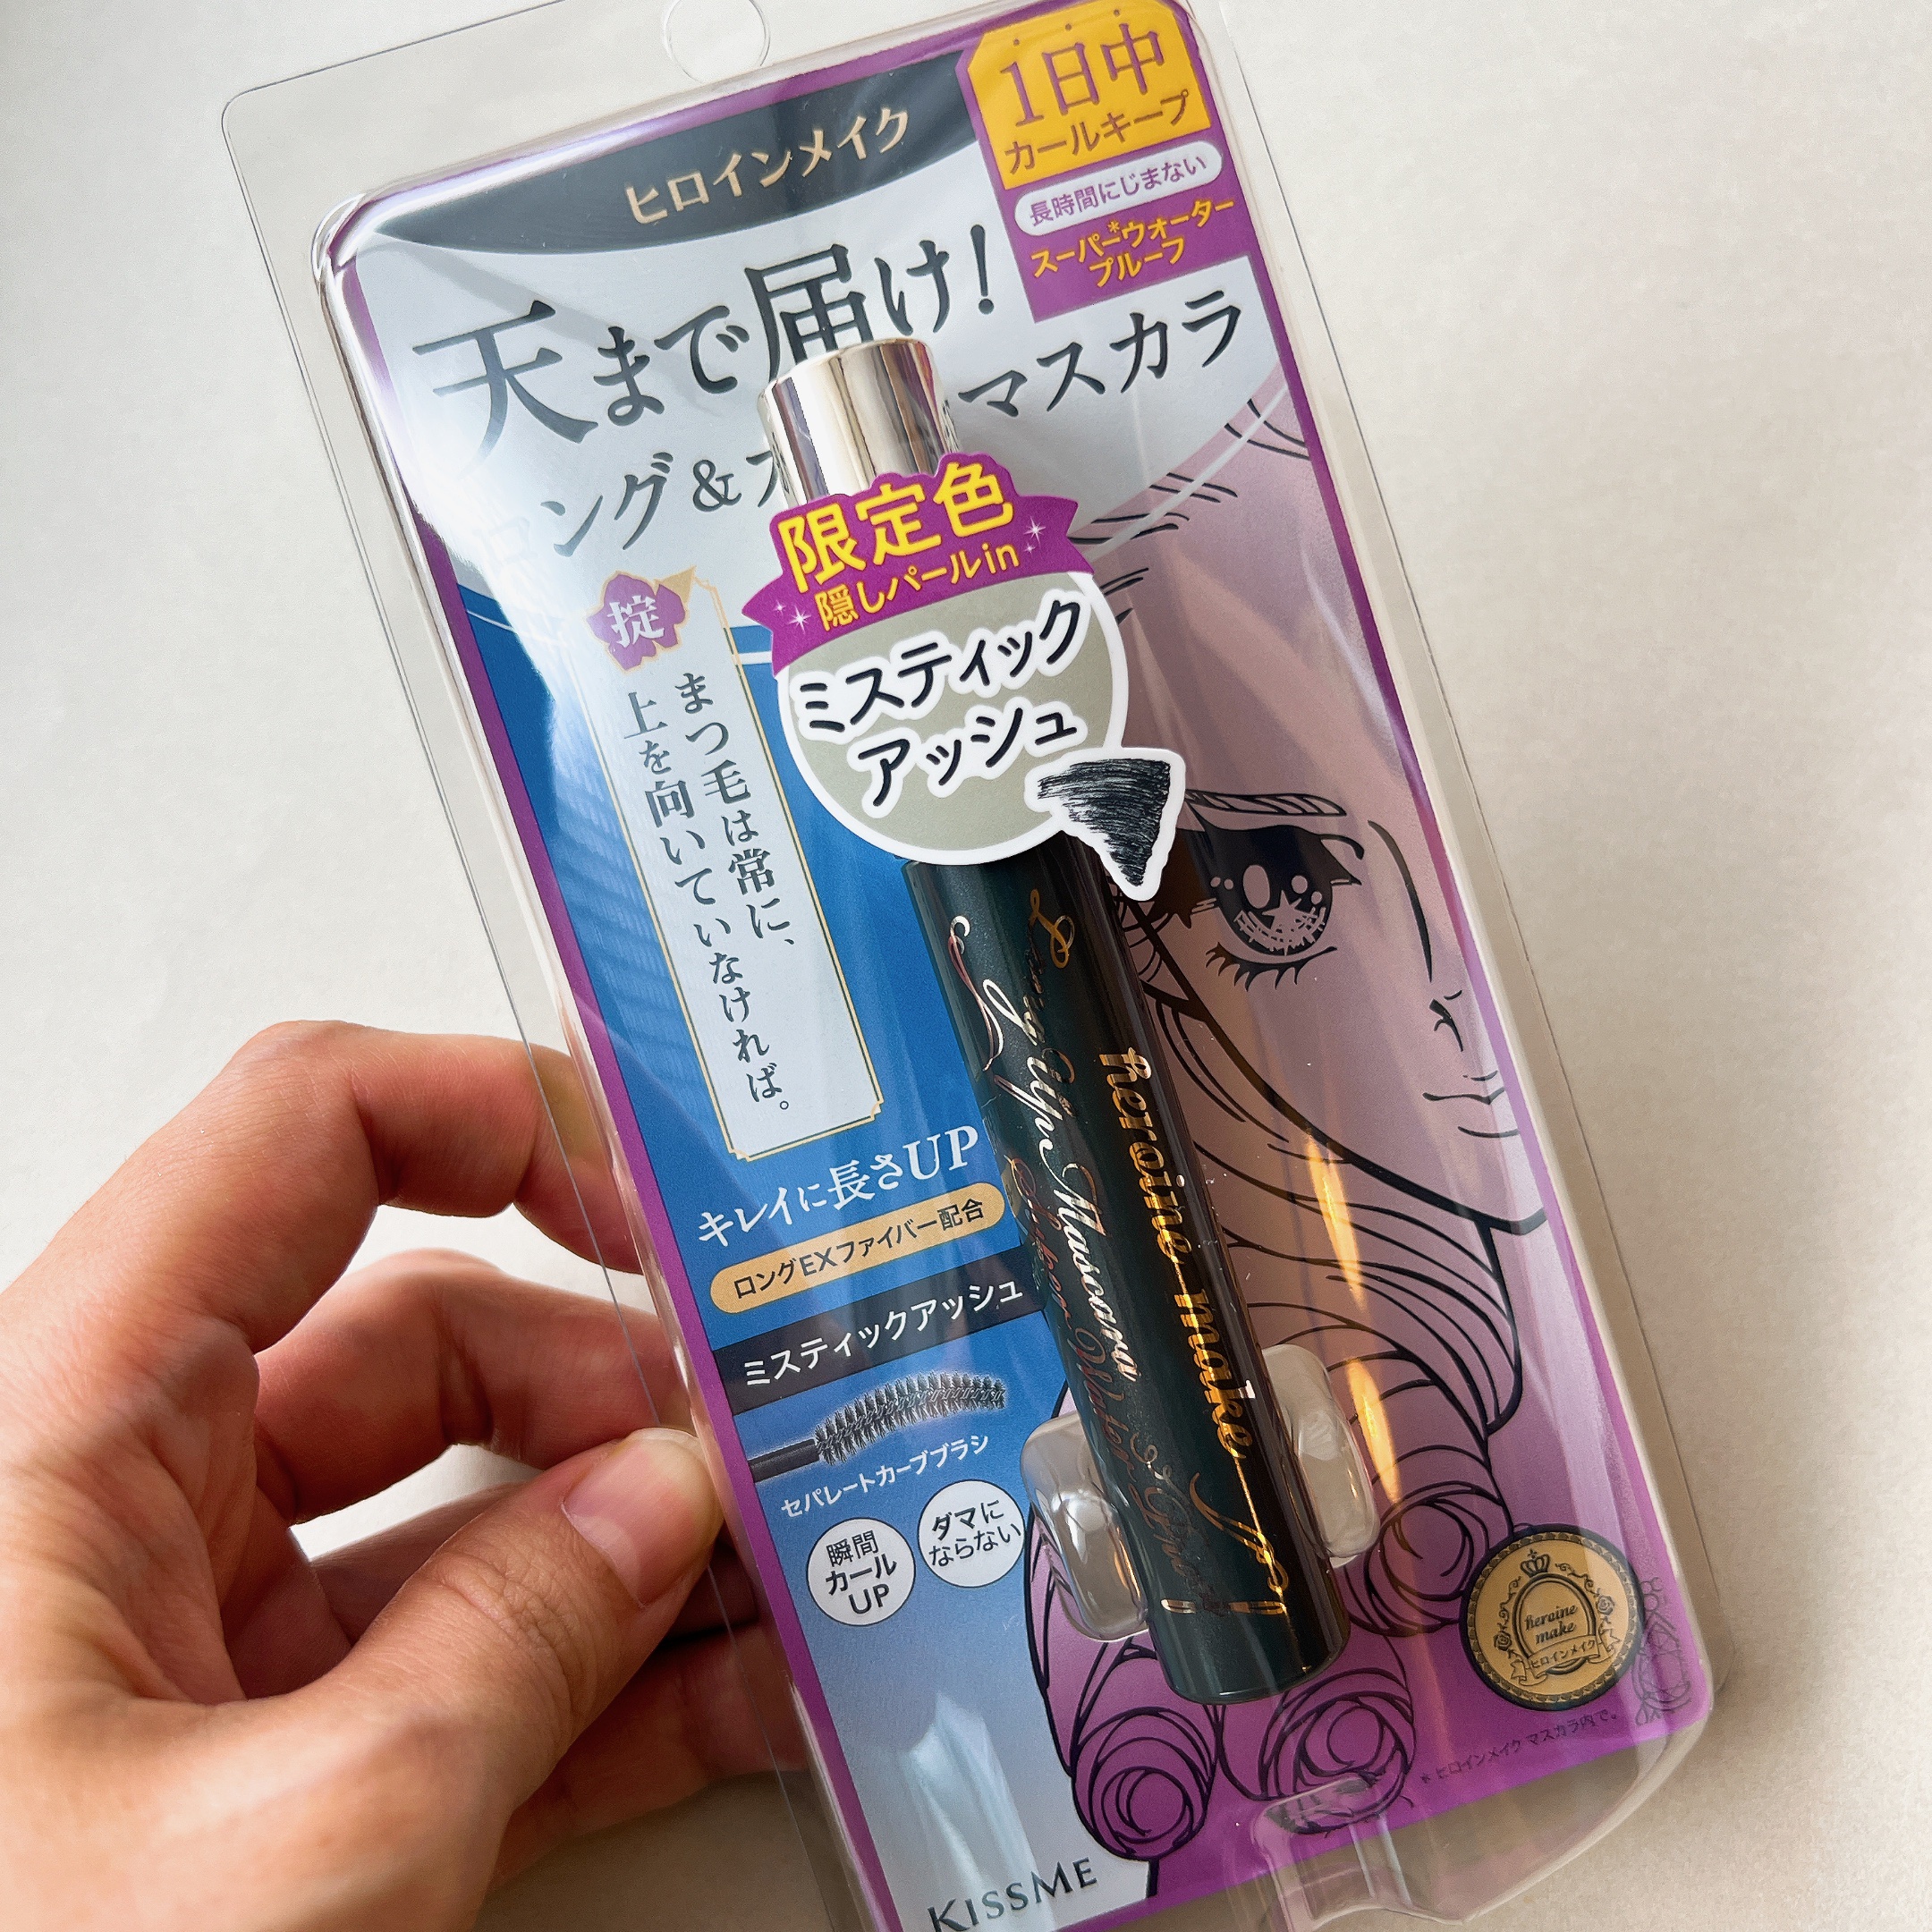 ヒロインメイク
1日中
カールキープ
長時間にじまない
スーパー*ウォーター
プルーフ
天まで届け!
ング& マスカラ
限定色
隠しパールin
ミスティック
アッシュ
掟
まつ毛は常に、
上を向いていなければ。
キレイに長さUP
ロングEXファイバー配合
ミスティックアッシュ
セパレートカーブブラシ
瞬間
カール
UP
ダマに
ならない
Long Up Mascara
Super Water Proof
heroine make SP
heroine
make
ヒロインメイク
* ヒロインメイク マスカラ内で。
KISSME